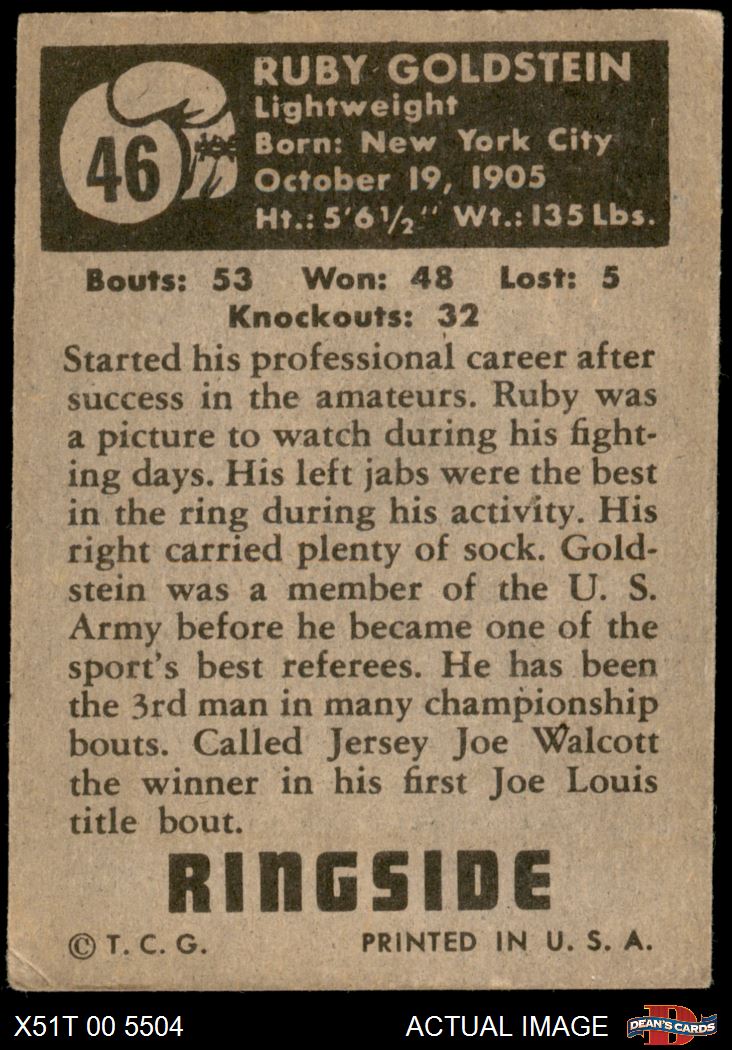 46
RUBY GOLDSTEIN
Lightweight
Born: New York City
October 19, 1905
Ht.: 5'6½" Wt.: 135 Lbs.
Bouts: 53 Won: 48 Lost: 5
Knockouts: 32
Started his professional career after
success in the amateurs. Ruby was
a picture to watch during his fight-
ing days. His left jabs were the best
in the ring during his activity. His
right carried plenty of sock. Gold-
stein was a member of the U. S.
Army before he became one of the
sport's best referees. He has been
the 3rd man in many championship
bouts. Called Jersey Joe Walcott
the winner in his first Joe Louis
title bout.
RINGSIDE
© T. C. G. PRINTED IN U. S. A.
X51T 00 5504 ACTUAL IMAGE D DEAN'S CARDS